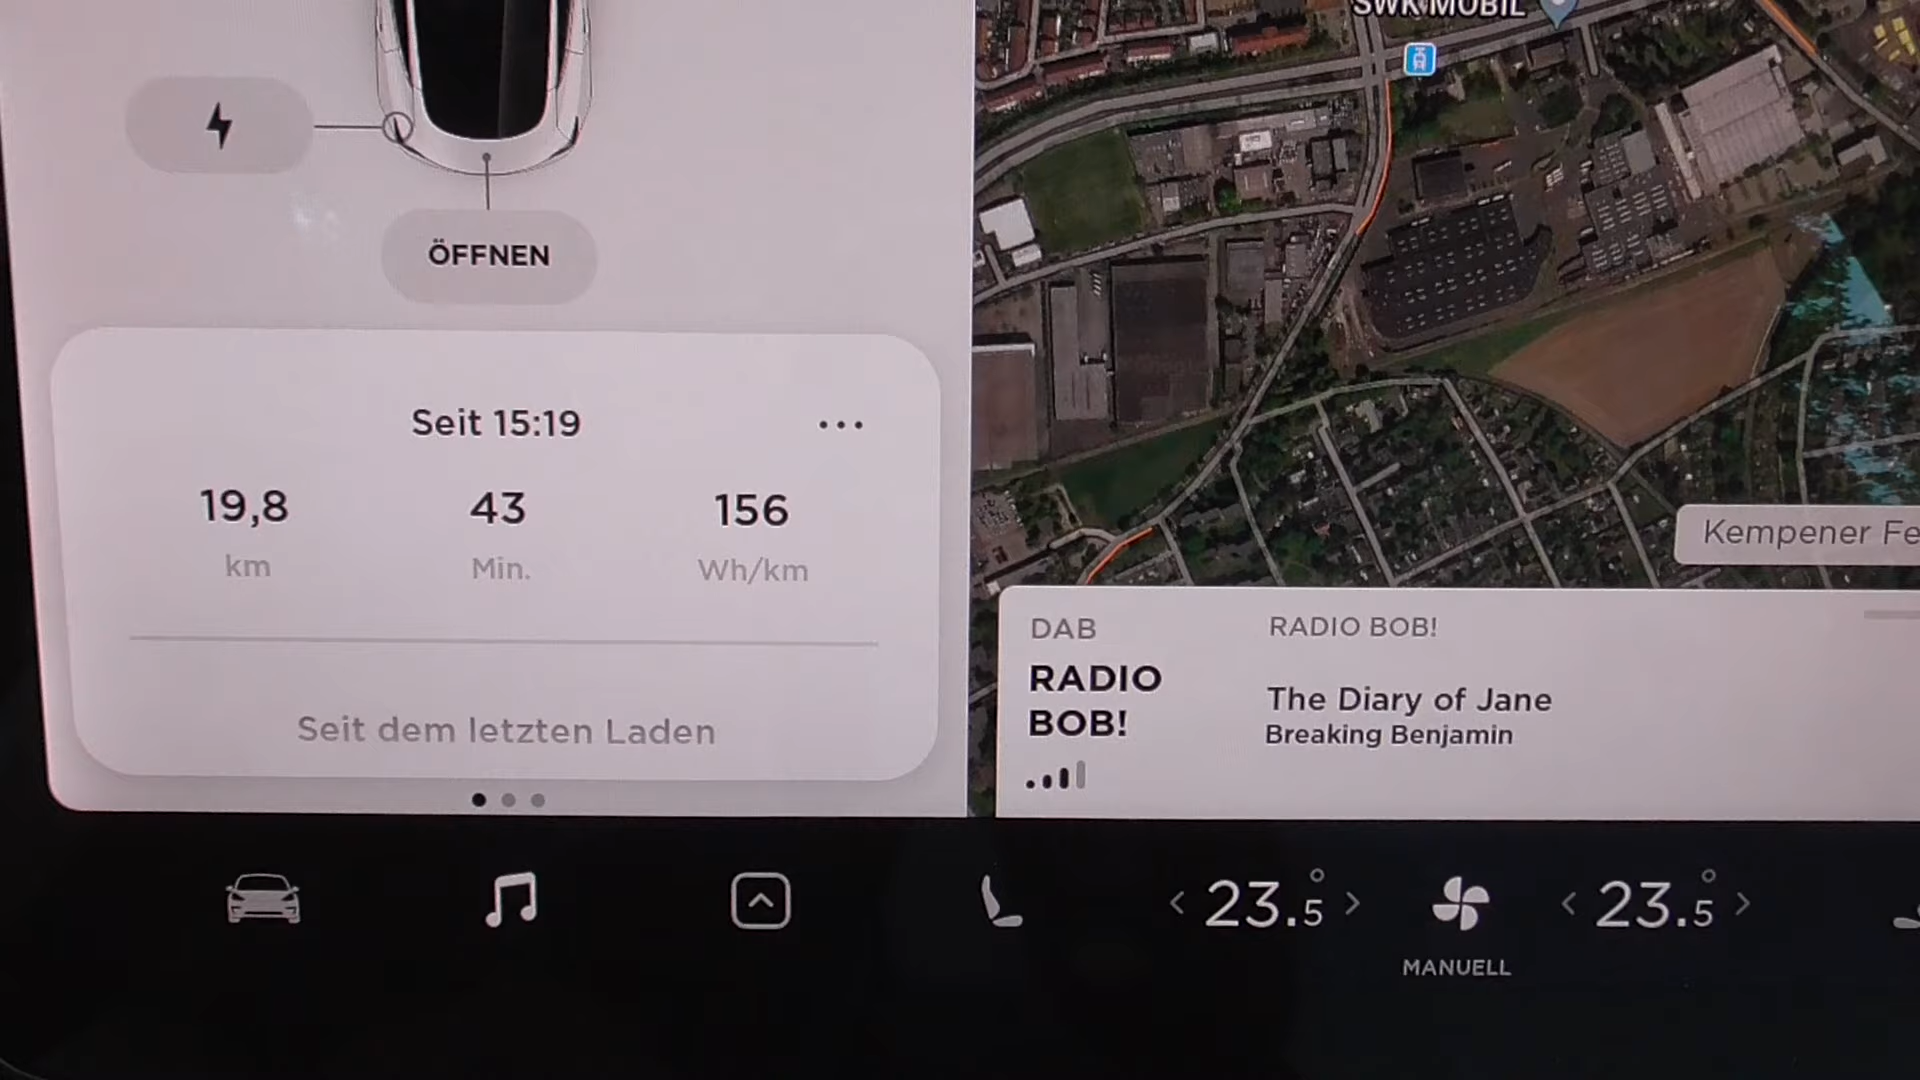 SWK MOBIL
ÖFFNEN
Seit 15:19
...
19,8
43
156
km
Min.
Wh/km
Seit dem letzten Laden
Kempener Fe
DAB
RADIO BOB!
RADIO
BOB!
The Diary of Jane
Breaking Benjamin
< 23.5° >
< 23.5° >
MANUELL